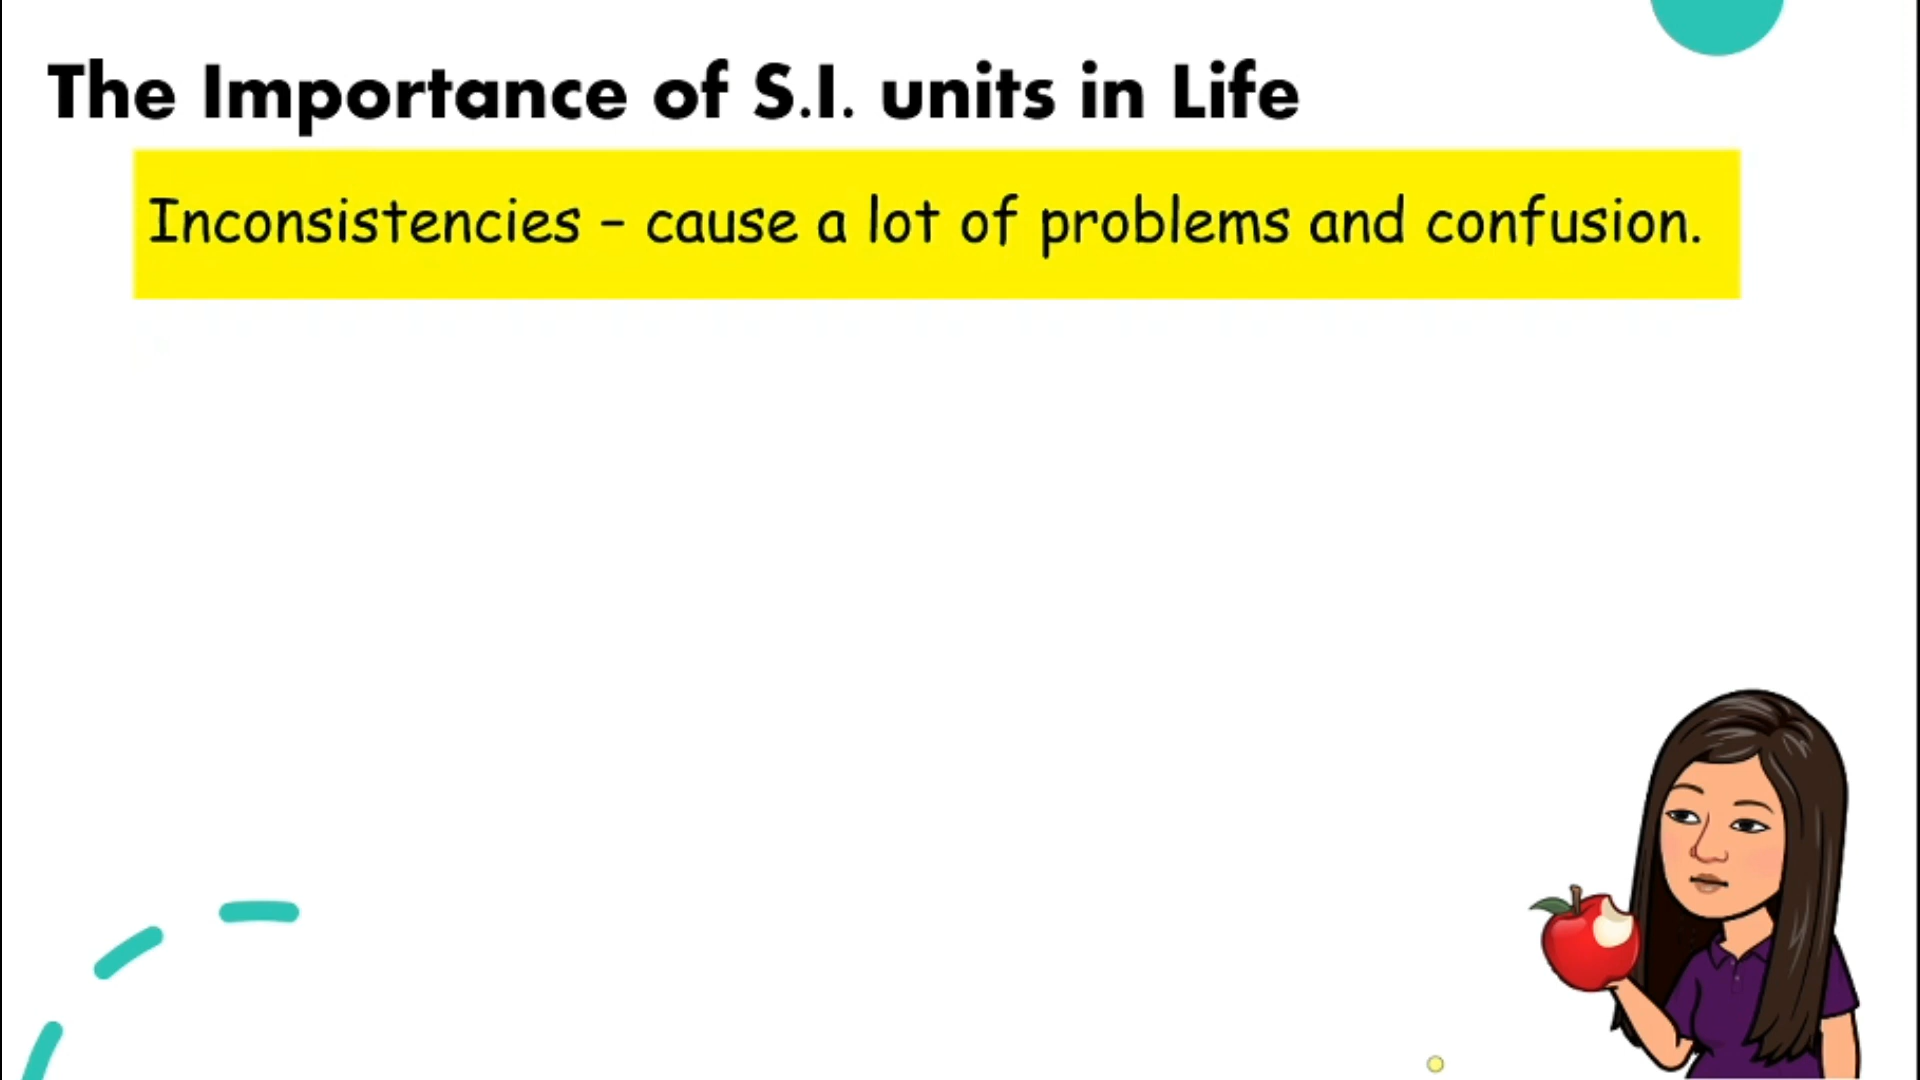 The Importance of S.I. units in Life
Inconsistencies – cause a lot of problems and confusion.